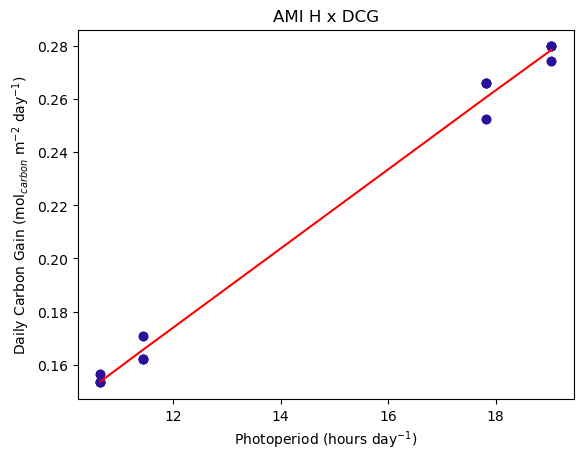 AMI H x DCG
Daily Carbon Gain (mol$_{carbon}$ m$^{-2}$ day$^{-1}$)
0.28
0.26
0.24
0.22
0.20
0.18
0.16
12 14 16 18
Photoperiod (hours day$^{-1}$)